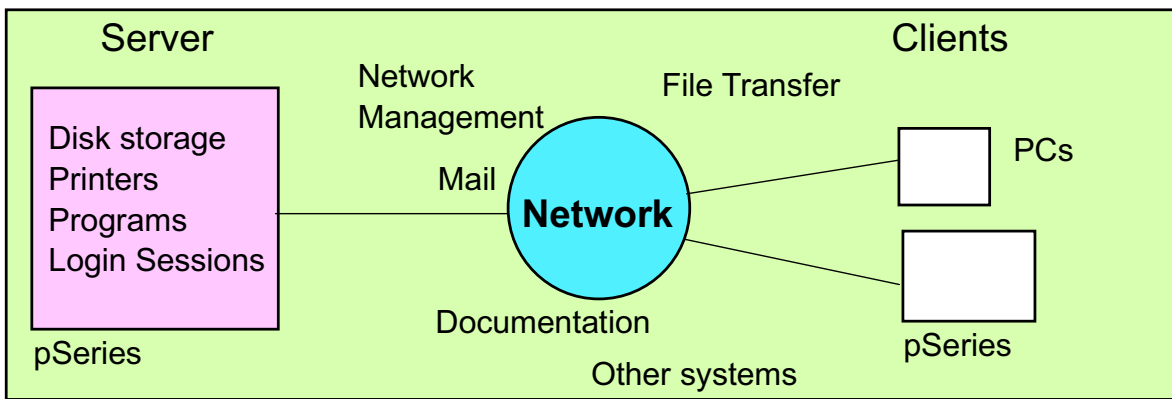 Server
Clients
Network
Management
File Transfer
Disk storage
Printers
Programs
Login Sessions
PCs
Mail
Network
Documentation
pSeries
pSeries
Other systems